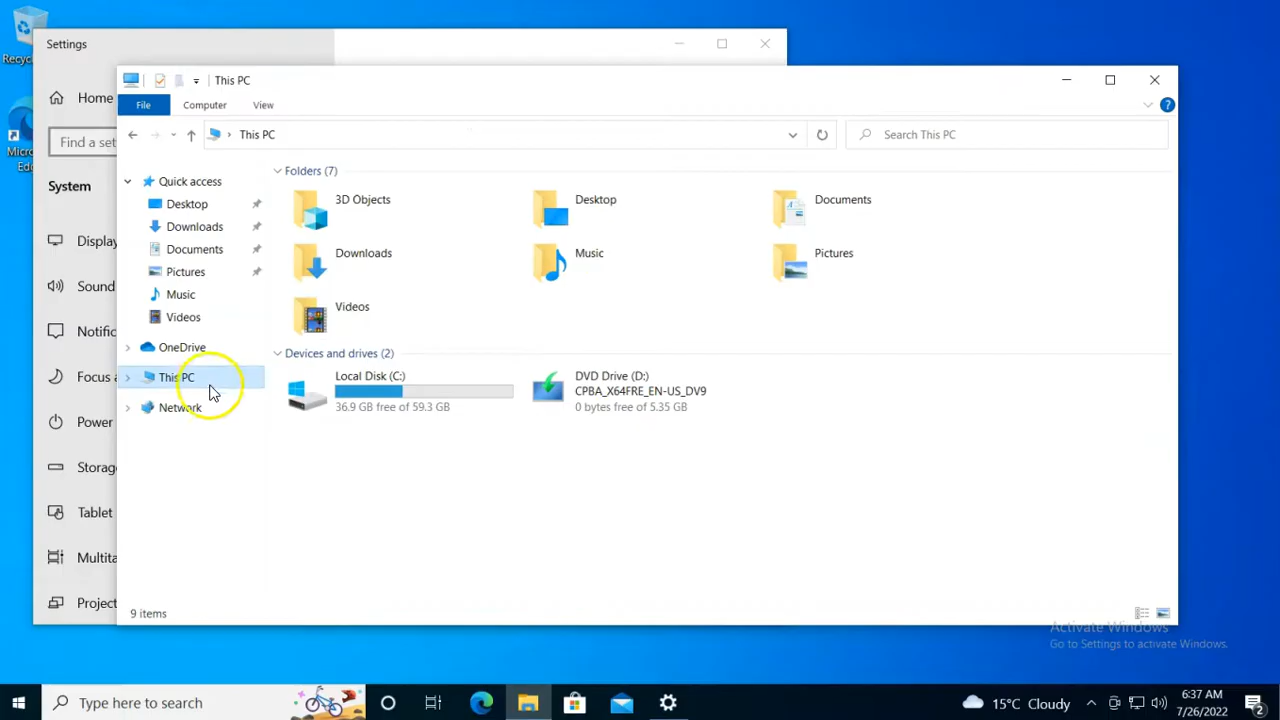 Recyc
Settings
This PC
File Computer View
This PC
Search This PC
Home
Find a set
System
Display
Sound
Notific
Focus a
Power
Storag
Tablet
Multita
Project
Micro
Edg
Quick access
Desktop
Downloads
Documents
Pictures
Music
Videos
OneDrive
This PC
Network
Folders (7)
3D Objects
Desktop
Documents
Downloads
Music
Pictures
Videos
Devices and drives (2)
Local Disk (C:)
36.9 GB free of 59.3 GB
DVD Drive (D:)
CPBA_X64FRE_EN-US_DV9
0 bytes free of 5.35 GB
9 items
Activate Windows
Go to Settings to activate Windows.
Type here to search
15°C Cloudy
6:37 AM
7/26/2022
2